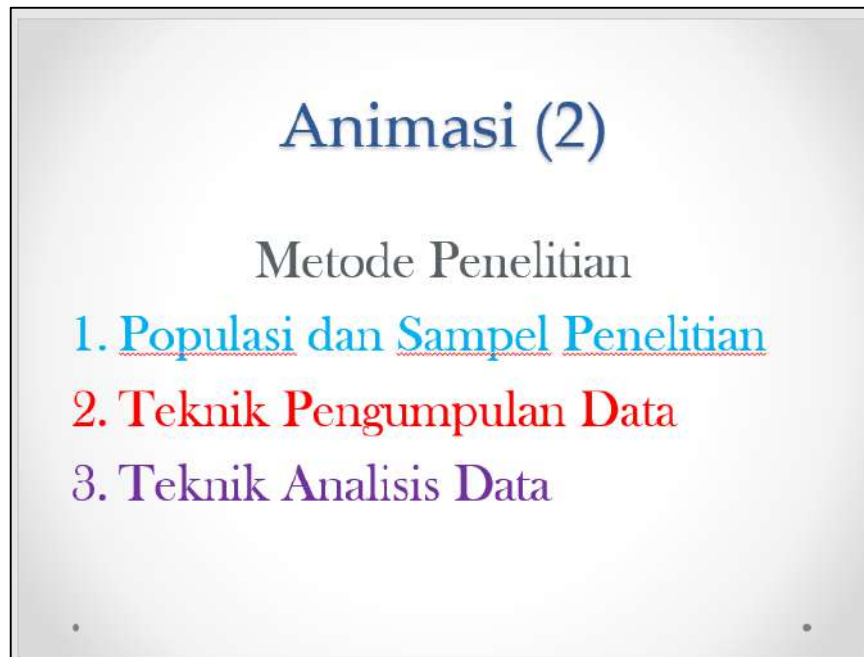 Animasi (2)
Metode Penelitian
1. Populasi dan Sampel Penelitian
2. Teknik Pengumpulan Data
3. Teknik Analisis Data